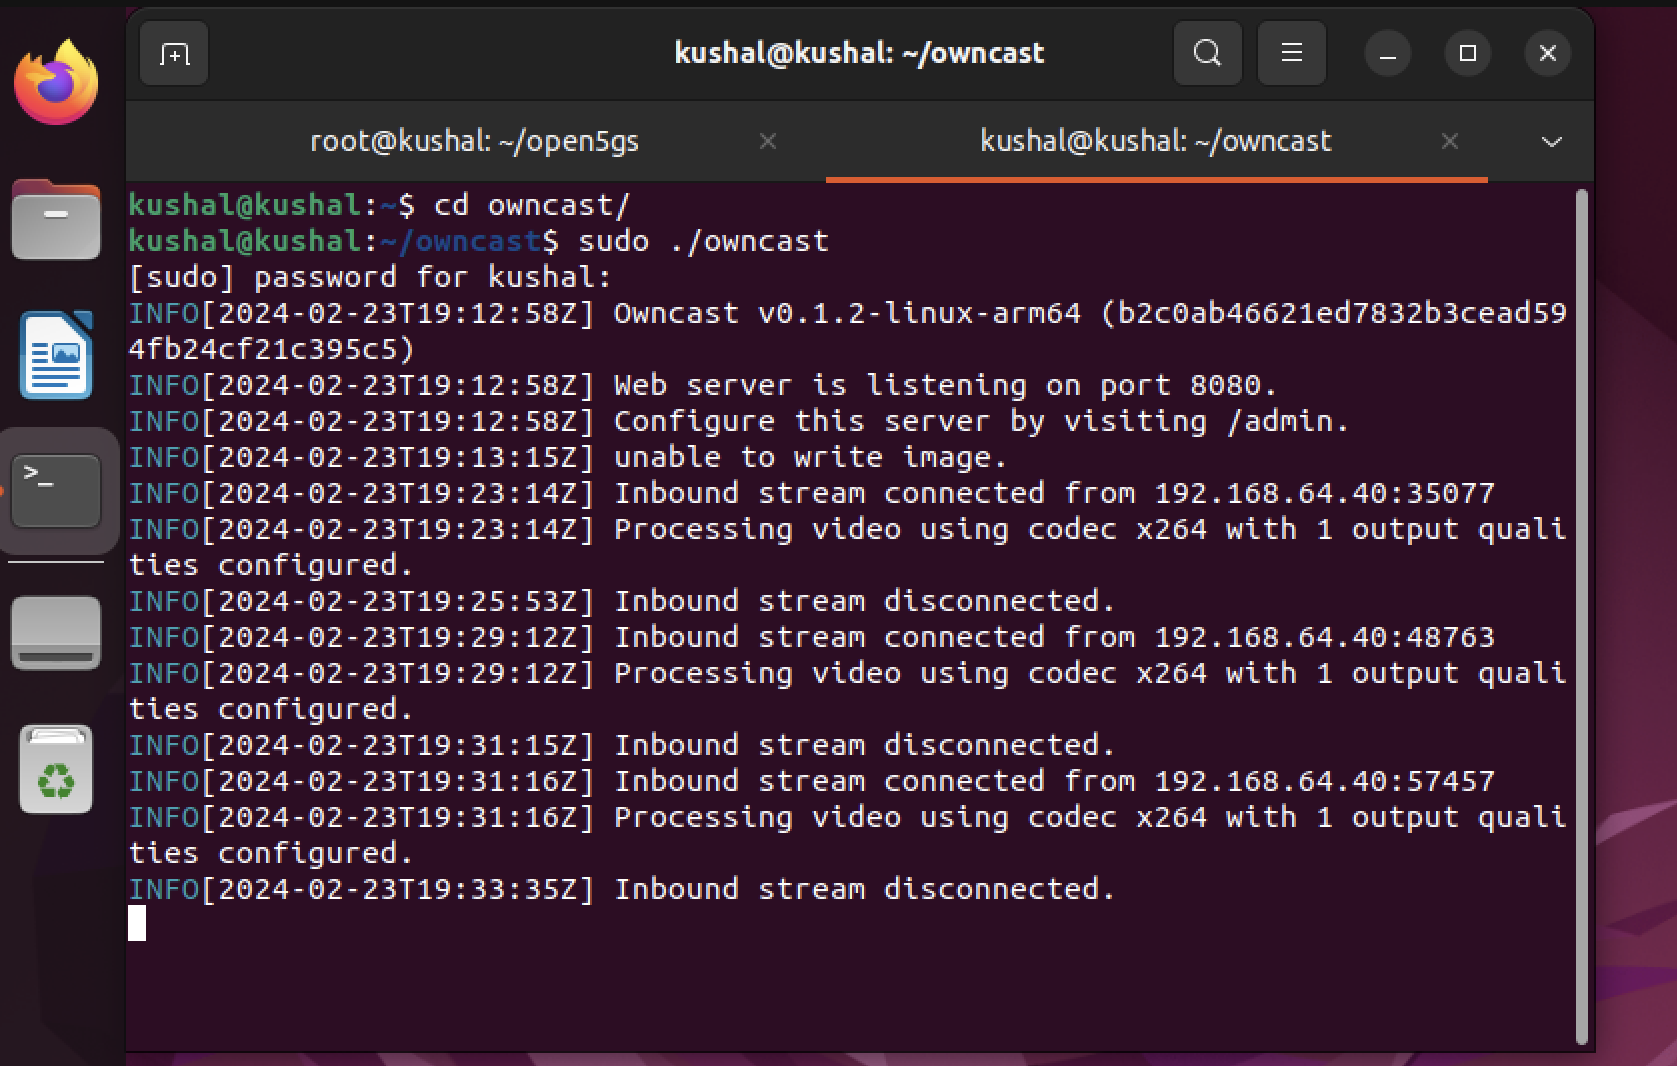 kushal@kushal: ~/owncast
root@kushal: ~/open5gs
kushal@kushal: ~/owncast
kushal@kushal:~$ cd owncast/
kushal@kushal:~/owncast$ sudo ./owncast
[sudo] password for kushal:
INFO[2024-02-23T19:12:58Z] Owncast v0.1.2-linux-arm64 (b2c0ab46621ed7832b3cead59
4fb24cf21c395c5)
INFO[2024-02-23T19:12:58Z] Web server is listening on port 8080.
INFO[2024-02-23T19:12:58Z] Configure this server by visiting /admin.
INFO[2024-02-23T19:13:15Z] unable to write image.
INFO[2024-02-23T19:23:14Z] Inbound stream connected from 192.168.64.40:35077
INFO[2024-02-23T19:23:14Z] Processing video using codec x264 with 1 output quali
ties configured.
INFO[2024-02-23T19:25:53Z] Inbound stream disconnected.
INFO[2024-02-23T19:29:12Z] Inbound stream connected from 192.168.64.40:48763
INFO[2024-02-23T19:29:12Z] Processing video using codec x264 with 1 output quali
ties configured.
INFO[2024-02-23T19:31:15Z] Inbound stream disconnected.
INFO[2024-02-23T19:31:16Z] Inbound stream connected from 192.168.64.40:57457
INFO[2024-02-23T19:31:16Z] Processing video using codec x264 with 1 output quali
ties configured.
INFO[2024-02-23T19:33:35Z] Inbound stream disconnected.